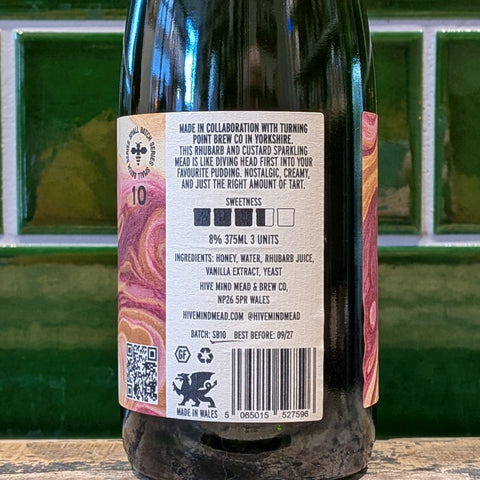 SMALL BATCH SERIES
10
MADE IN COLLABORATION WITH TURNING
POINT BREW CO IN YORKSHIRE.
THIS RHUBARB AND CUSTARD SPARKLING
MEAD IS LIKE DIVING HEAD FIRST INTO YOUR
FAVOURITE PUDDING. NOSTALGIC, CREAMY,
AND JUST THE RIGHT AMOUNT OF TART.
SWEETNESS
8% 375ML 3 UNITS
INGREDIENTS: HONEY, WATER, RHUBARB JUICE,
VANILLA EXTRACT, YEAST
HIVE MIND MEAD & BREW CO,
NP26 5PR WALES
HIVEMINDMEAD.COM @HIVEMINDMEAD
BATCH: S810 BEST BEFORE: 09/27
GF
MADE IN WALES
5 065015 527596